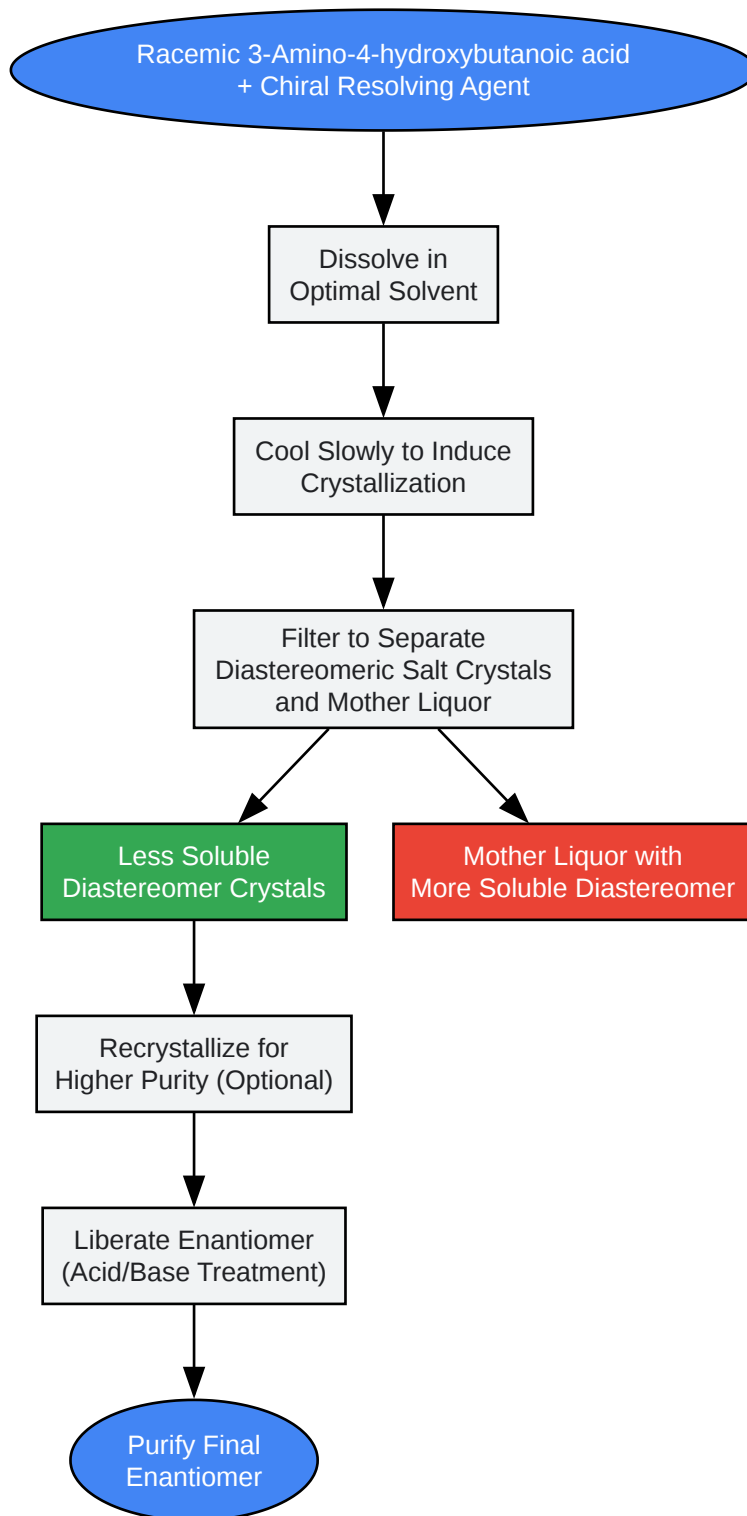 Racemic 3-Amino-4-hydroxybutanoic acid
+ Chiral Resolving Agent
Dissolve in
Optimal Solvent
Cool Slowly to Induce
Crystallization
Filter to Separate
Diastereomeric Salt Crystals
and Mother Liquor
Less Soluble
Diastereomer Crystals
Mother Liquor with
More Soluble Diastereomer
Recrystallize for
Higher Purity (Optional)
Liberate Enantiomer
(Acid/Base Treatment)
Purify Final
Enantiomer